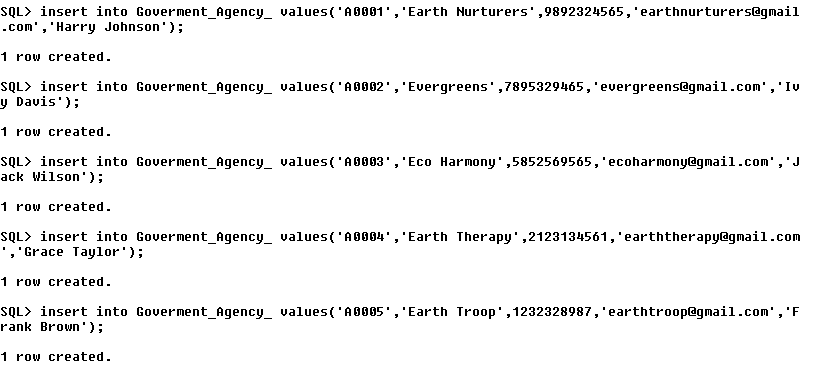 SQL> insert into Goverment_Agency_ values('A0001','Earth Nurturers',9892324565,'earthnurturers@gmail
.com','Harry Johnson');
1 row created.
SQL> insert into Goverment_Agency_ values('A0002','Evergreens',7895329465,'evergreens@gmail.com','Iv
y Davis');
1 row created.
SQL> insert into Goverment_Agency_ values('A0003','Eco Harmony',5852569565,'ecoharmony@gmail.com','J
ack Wilson');
1 row created.
SQL> insert into Goverment_Agency_ values('A0004','Earth Therapy',2123134561,'earththerapy@gmail.com
','Grace Taylor');
1 row created.
SQL> insert into Goverment_Agency_ values('A0005','Earth Troop',1232328987,'earthtroop@gmail.com','F
rank Brown');
1 row created.